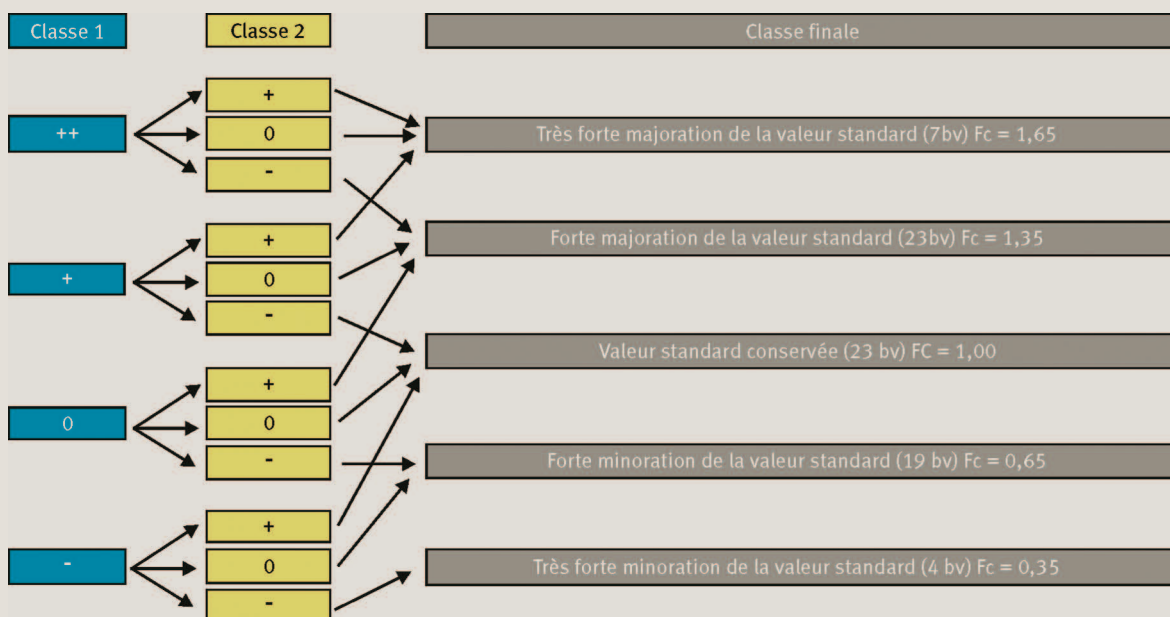 Classe 1
Classe 2
Classe finale
++
+
0
-
Très forte majoration de la valeur standard (7bv) Fc = 1,65
+
+
0
-
Forte majoration de la valeur standard (23bv) Fc = 1,35
Valeur standard conservée (23 bv) FC = 1,00
0
+
0
-
Forte minoration de la valeur standard (19 bv) Fc = 0,65
-
+
0
-
Très forte minoration de la valeur standard (4 bv) Fc = 0,35